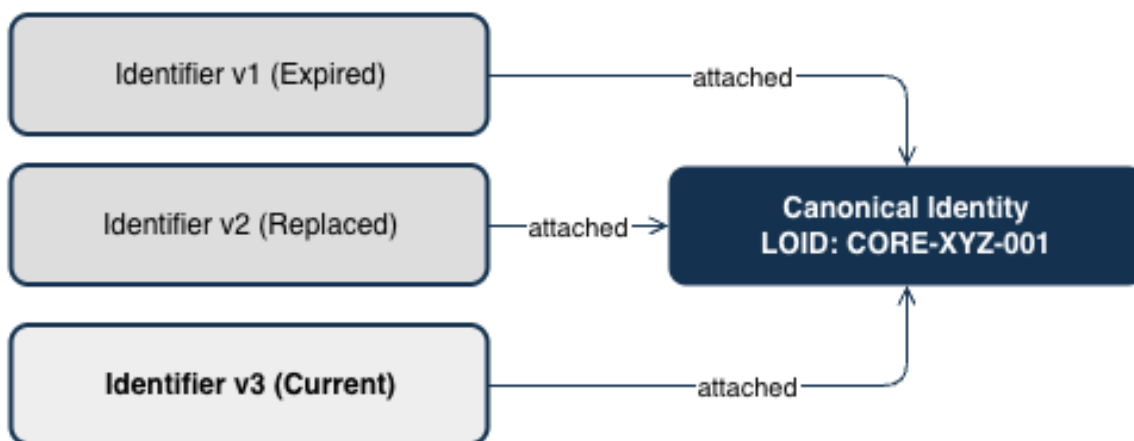 Identifier v1 (Expired)
attached
Identifier v2 (Replaced)
attached
Canonical Identity
LOID: CORE-XYZ-001
Identifier v3 (Current)
attached